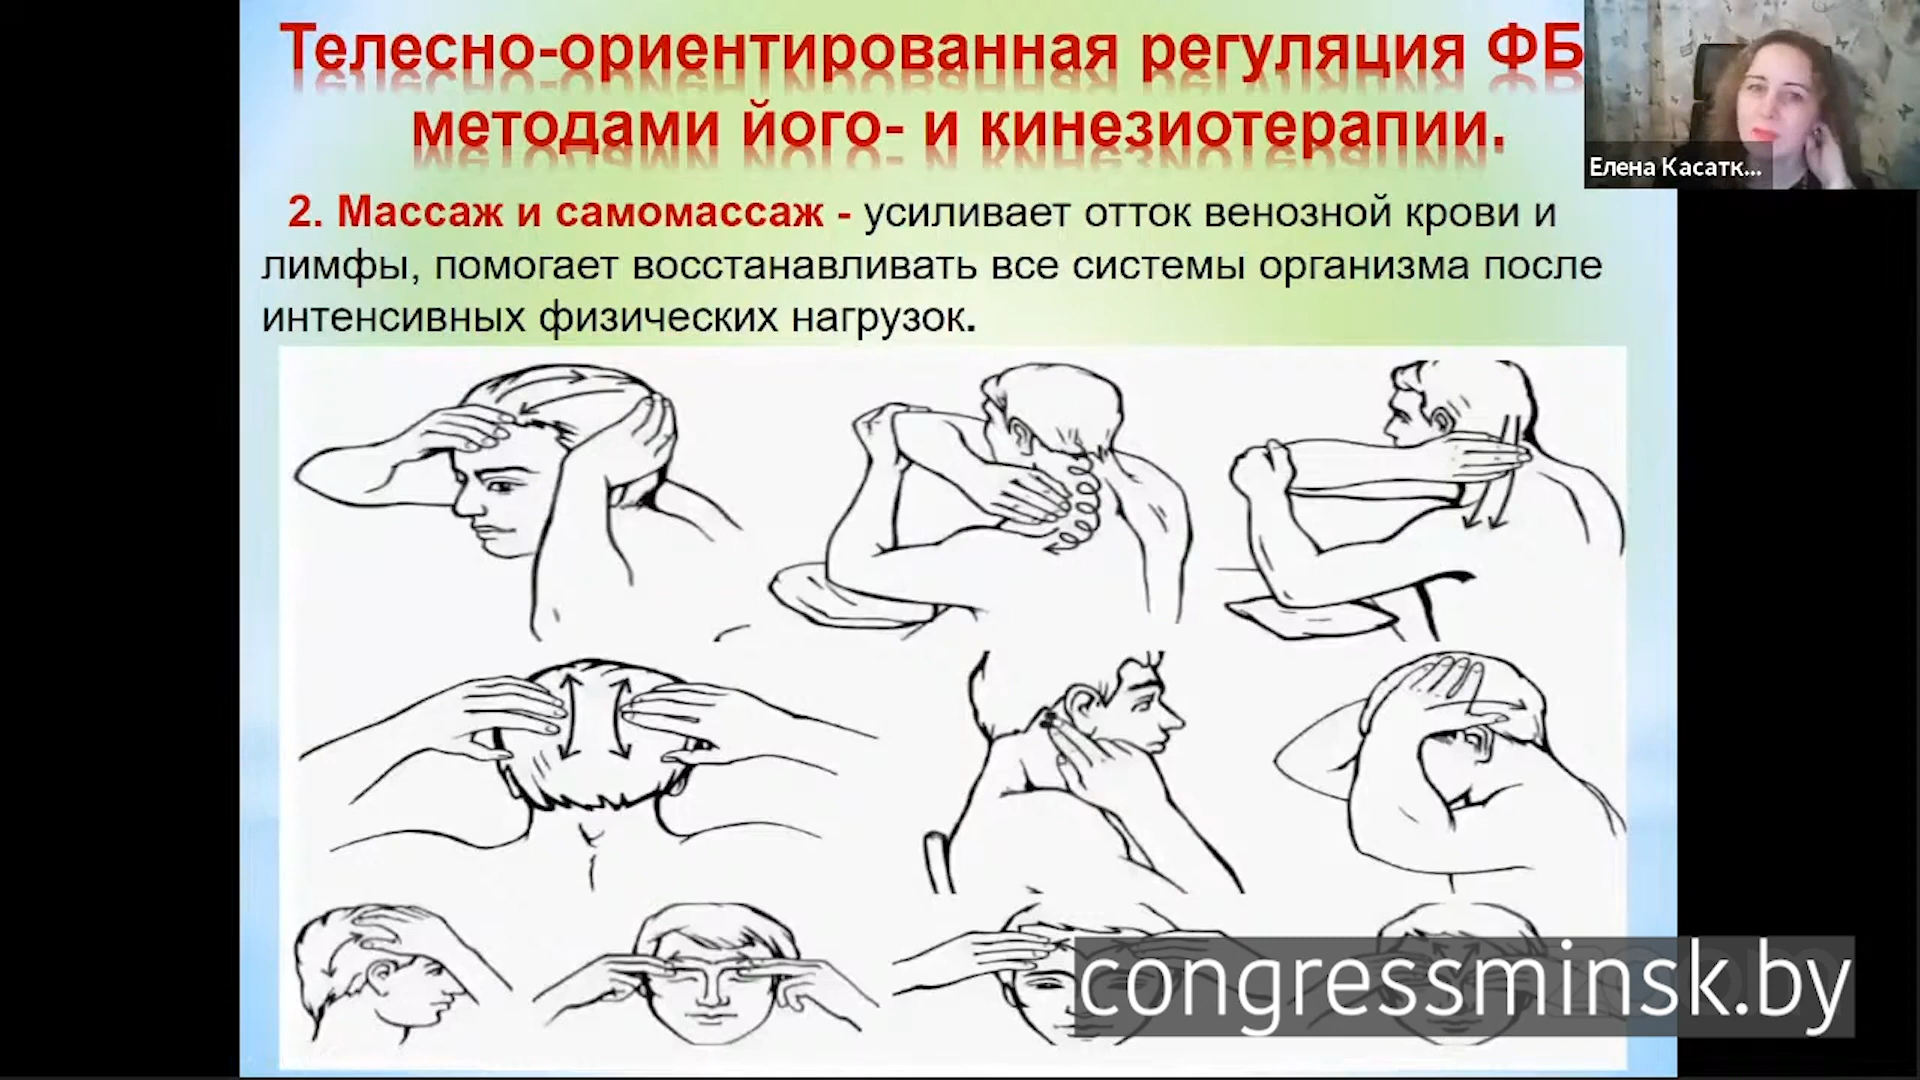 Телесно-ориентированная регуляция ФБ
методами його- и кинезиотерапии.
Елена Касатк...
2. Массаж и самомассаж - усиливает отток венозной крови и
лимфы, помогает восстанавливать все системы организма после
интенсивных физических нагрузок.
congressminsk.by